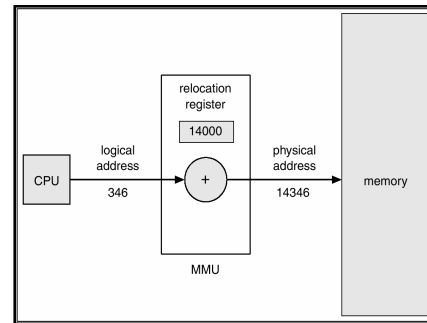 relocation
register
14000
logical
address
physical
address
CPU
+
memory
346
14346
MMU